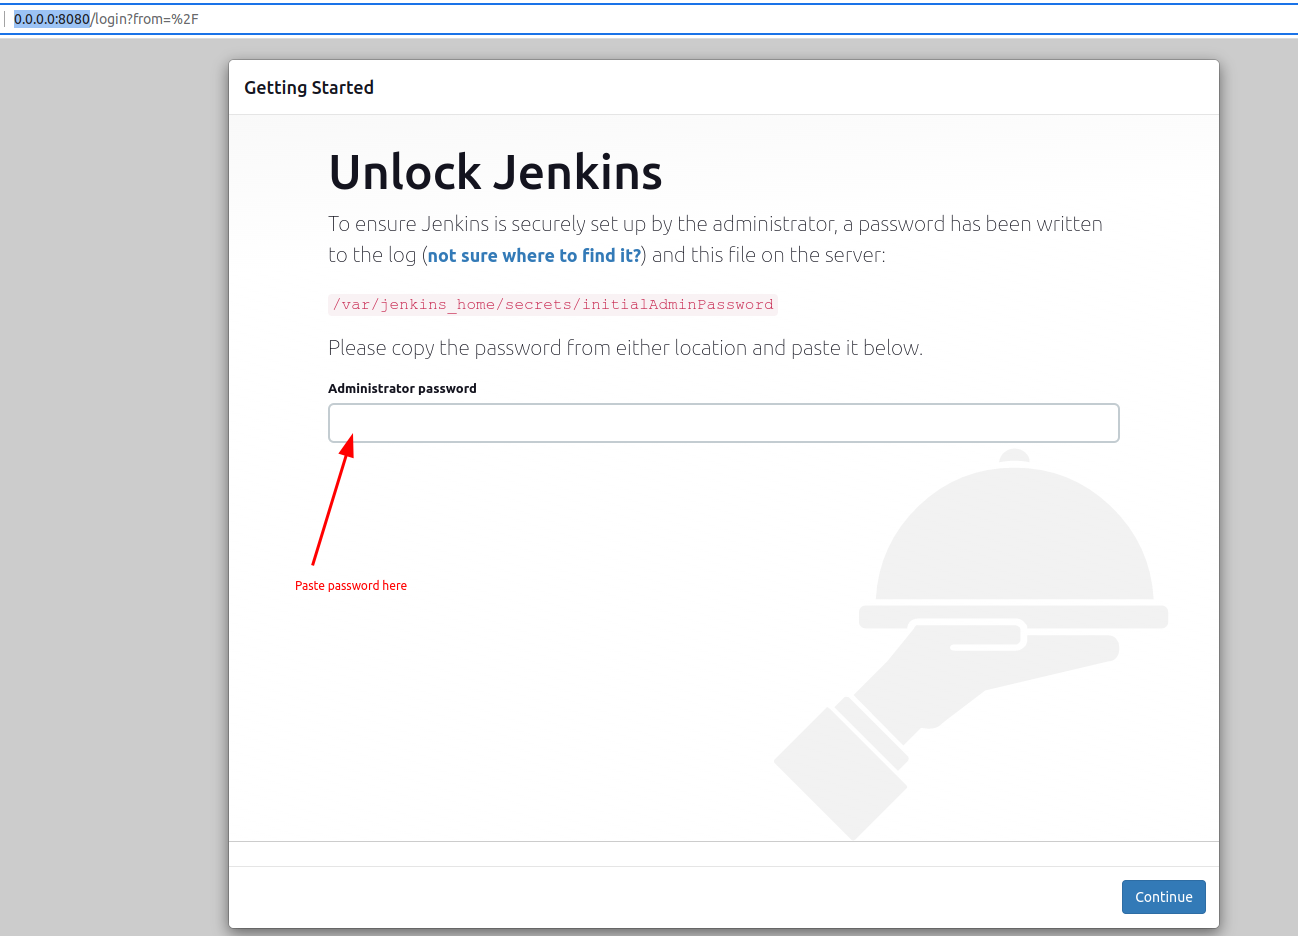 0.0.0.0:8080/login?from=%2F
Getting Started
Unlock Jenkins
To ensure Jenkins is securely set up by the administrator, a password has been written
to the log (not sure where to find it?) and this file on the server:
/var/jenkins_home/secrets/initialAdminPassword
Please copy the password from either location and paste it below.
Administrator password
Paste password here
Continue